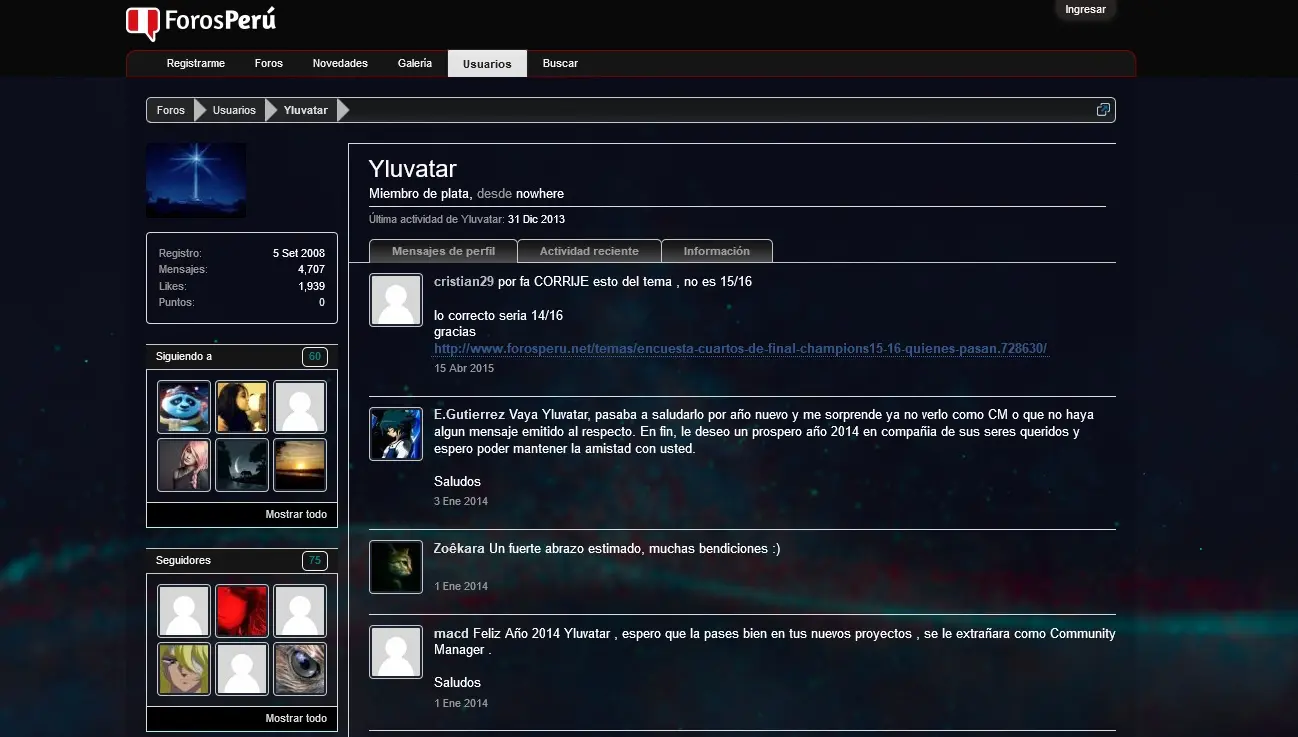 ForosPerú
Ingresar
Registrarme Foros Novedades Galería Usuarios Buscar
Foros Usuarios Yluvatar
Yluvatar
Miembro de plata, desde nowhere
Última actividad de Yluvatar: 31 Dic 2013
Registro: 5 Set 2008
Mensajes: 4,707
Likes: 1,939
Puntos: 0
Siguiendo a 60
Mostrar todo
Seguidores 75
Mostrar todo
Mensajes de perfil Actividad reciente Información
cristian29 por fa CORRIJE esto del tema , no es 15/16
lo correcto seria 14/16
gracias
http://www.forosperu.net/temas/encuesta-cuartos-de-final-champions15-16-quienes-pasan.728630/
15 Abr 2015
E.Gutierrez Vaya Yluvatar, pasaba a saludarlo por año nuevo y me sorprende ya no verlo como CM o que no haya
algun mensaje emitido al respecto. En fin, le deseo un prospero año 2014 en compañia de sus seres queridos y
espero poder mantener la amistad con usted.
Saludos
3 Ene 2014
Zoêkara Un fuerte abrazo estimado, muchas bendiciones :)
1 Ene 2014
macd Feliz Año 2014 Yluvatar , espero que la pases bien en tus nuevos proyectos , se le extrañara como Community
Manager .
Saludos
1 Ene 2014